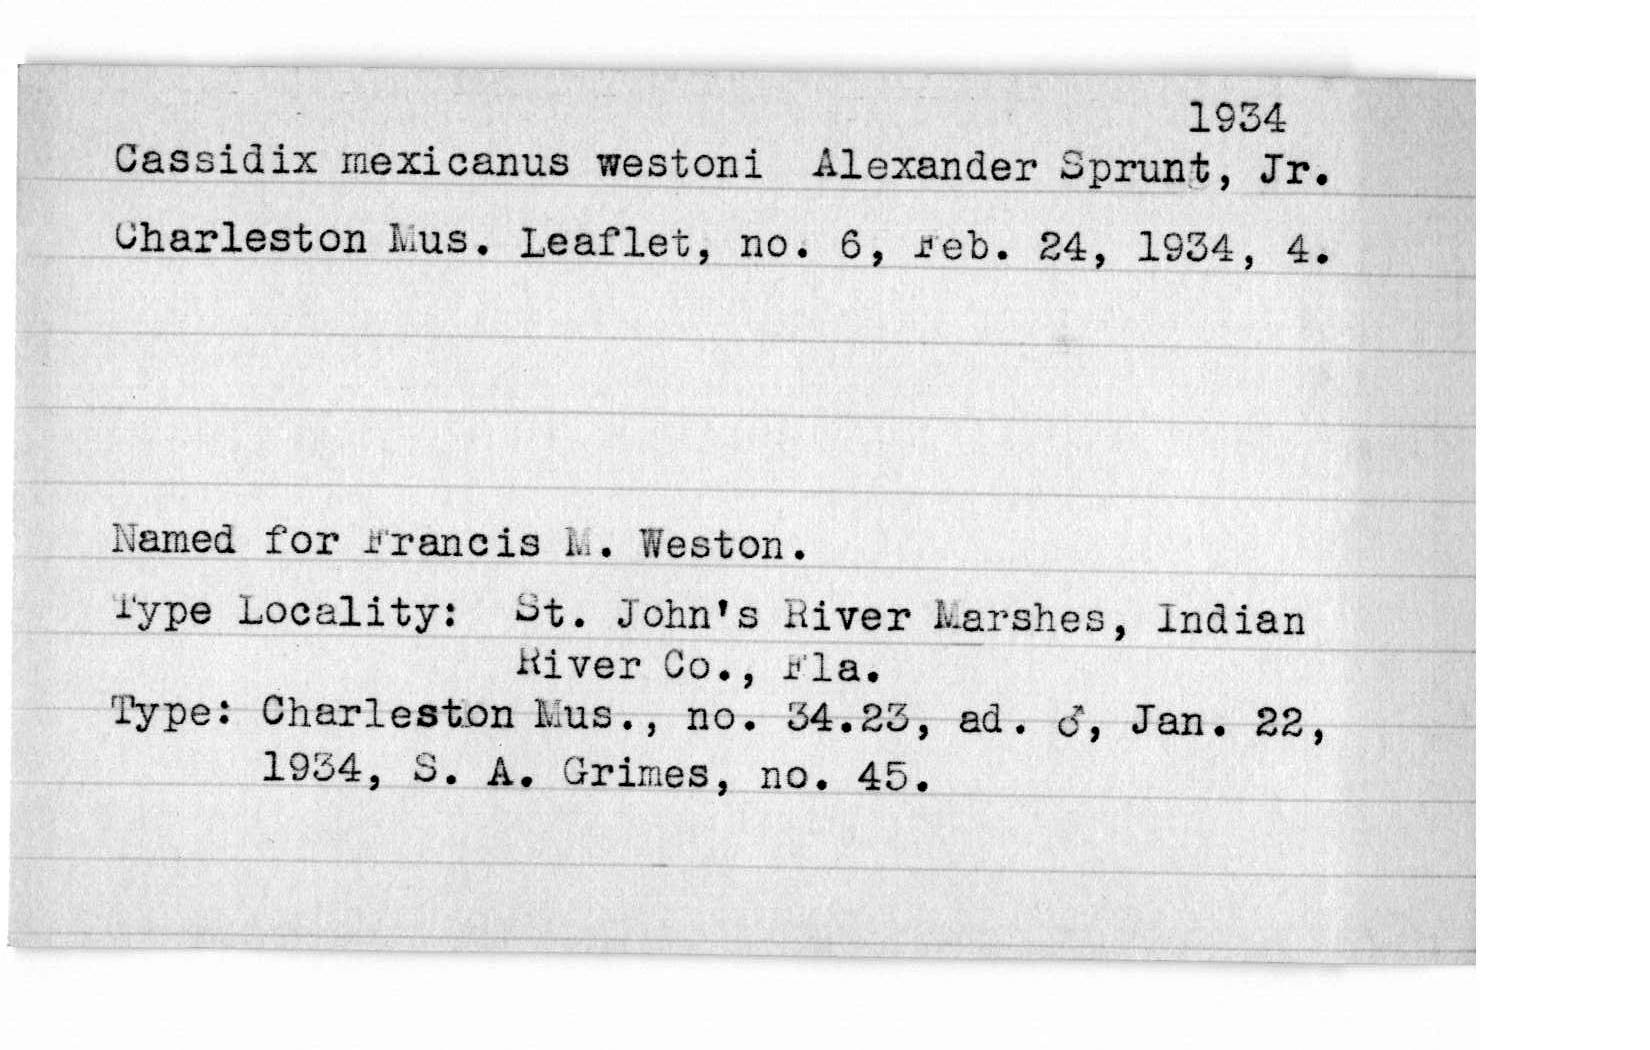 1934
Cassidix mexicanus westoni Alexander Sprunt, Jr.
Charleston Mus. Leaflet, no. 6, Feb. 24, 1934, 4.
Named for Francis M. Weston.
Type Locality: St. John's River Marshes, Indian
River Co., Fla.
Type: Charleston Mus., no. 34.23, ad. ♂, Jan. 22,
1934, S. A. Grimes, no. 45.